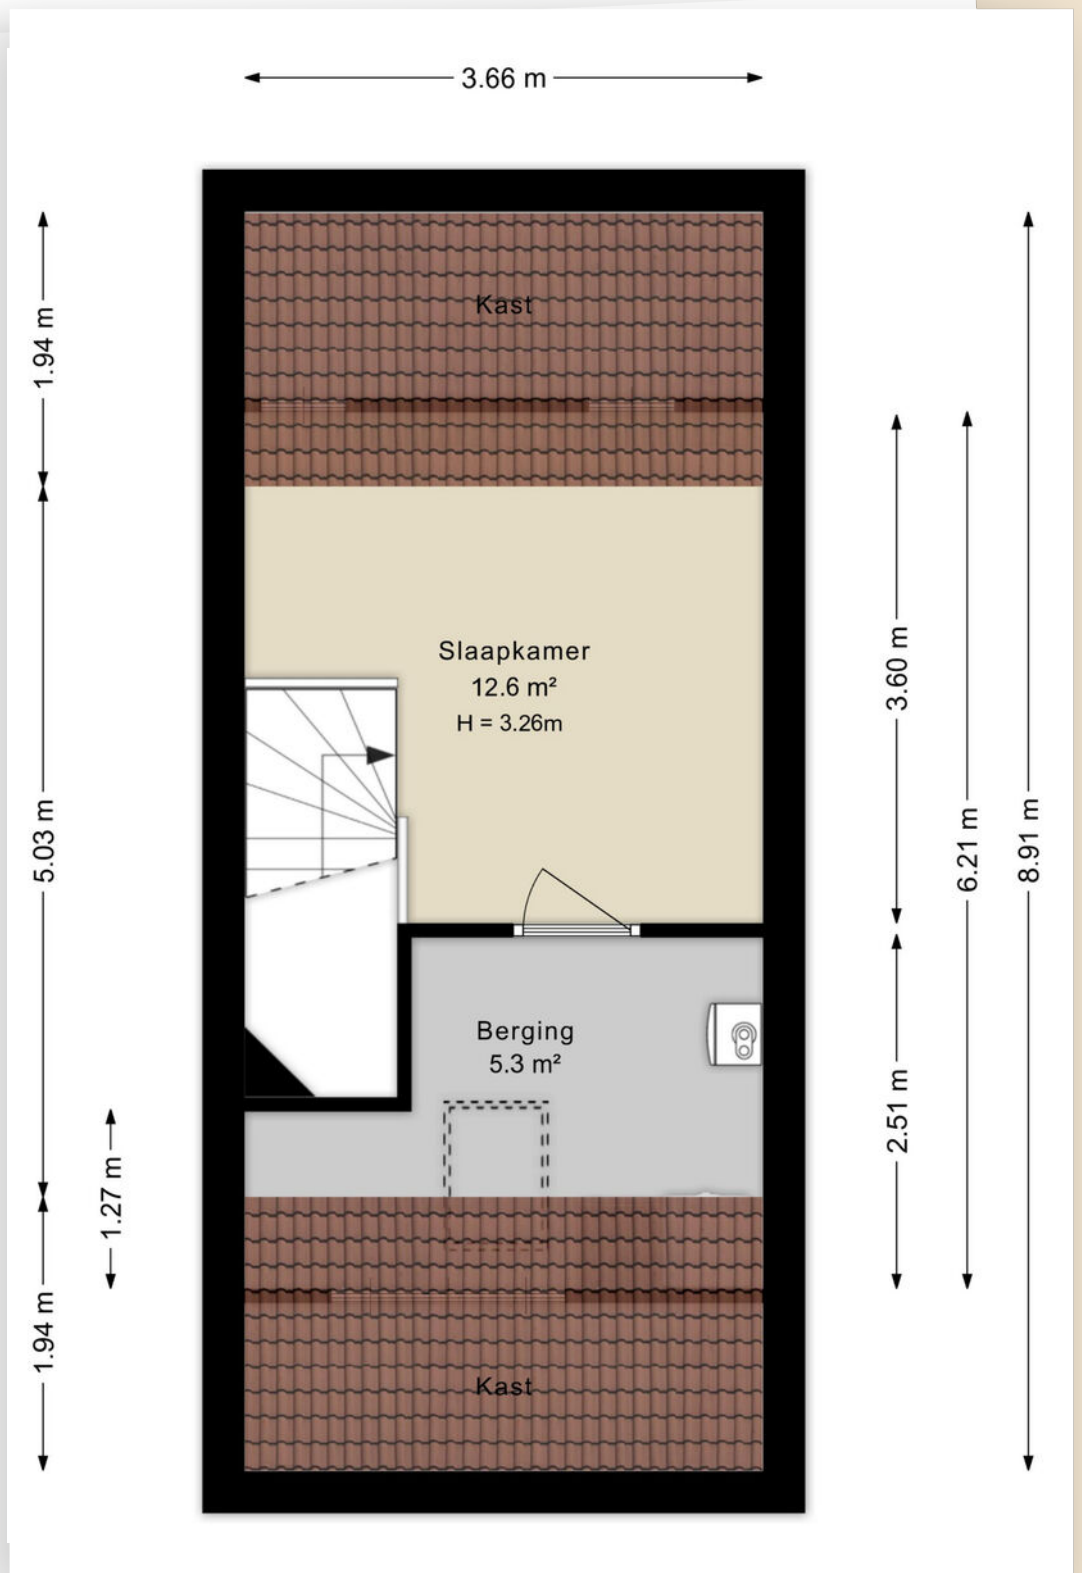 3.66 m
1.94 m
Kast
Slaapkamer
12.6 m²
H = 3.26m
3.60 m
5.03 m
6.21 m
8.91 m
Berging
5.3 m²
2.51 m
1.27 m
1.94 m
Kast